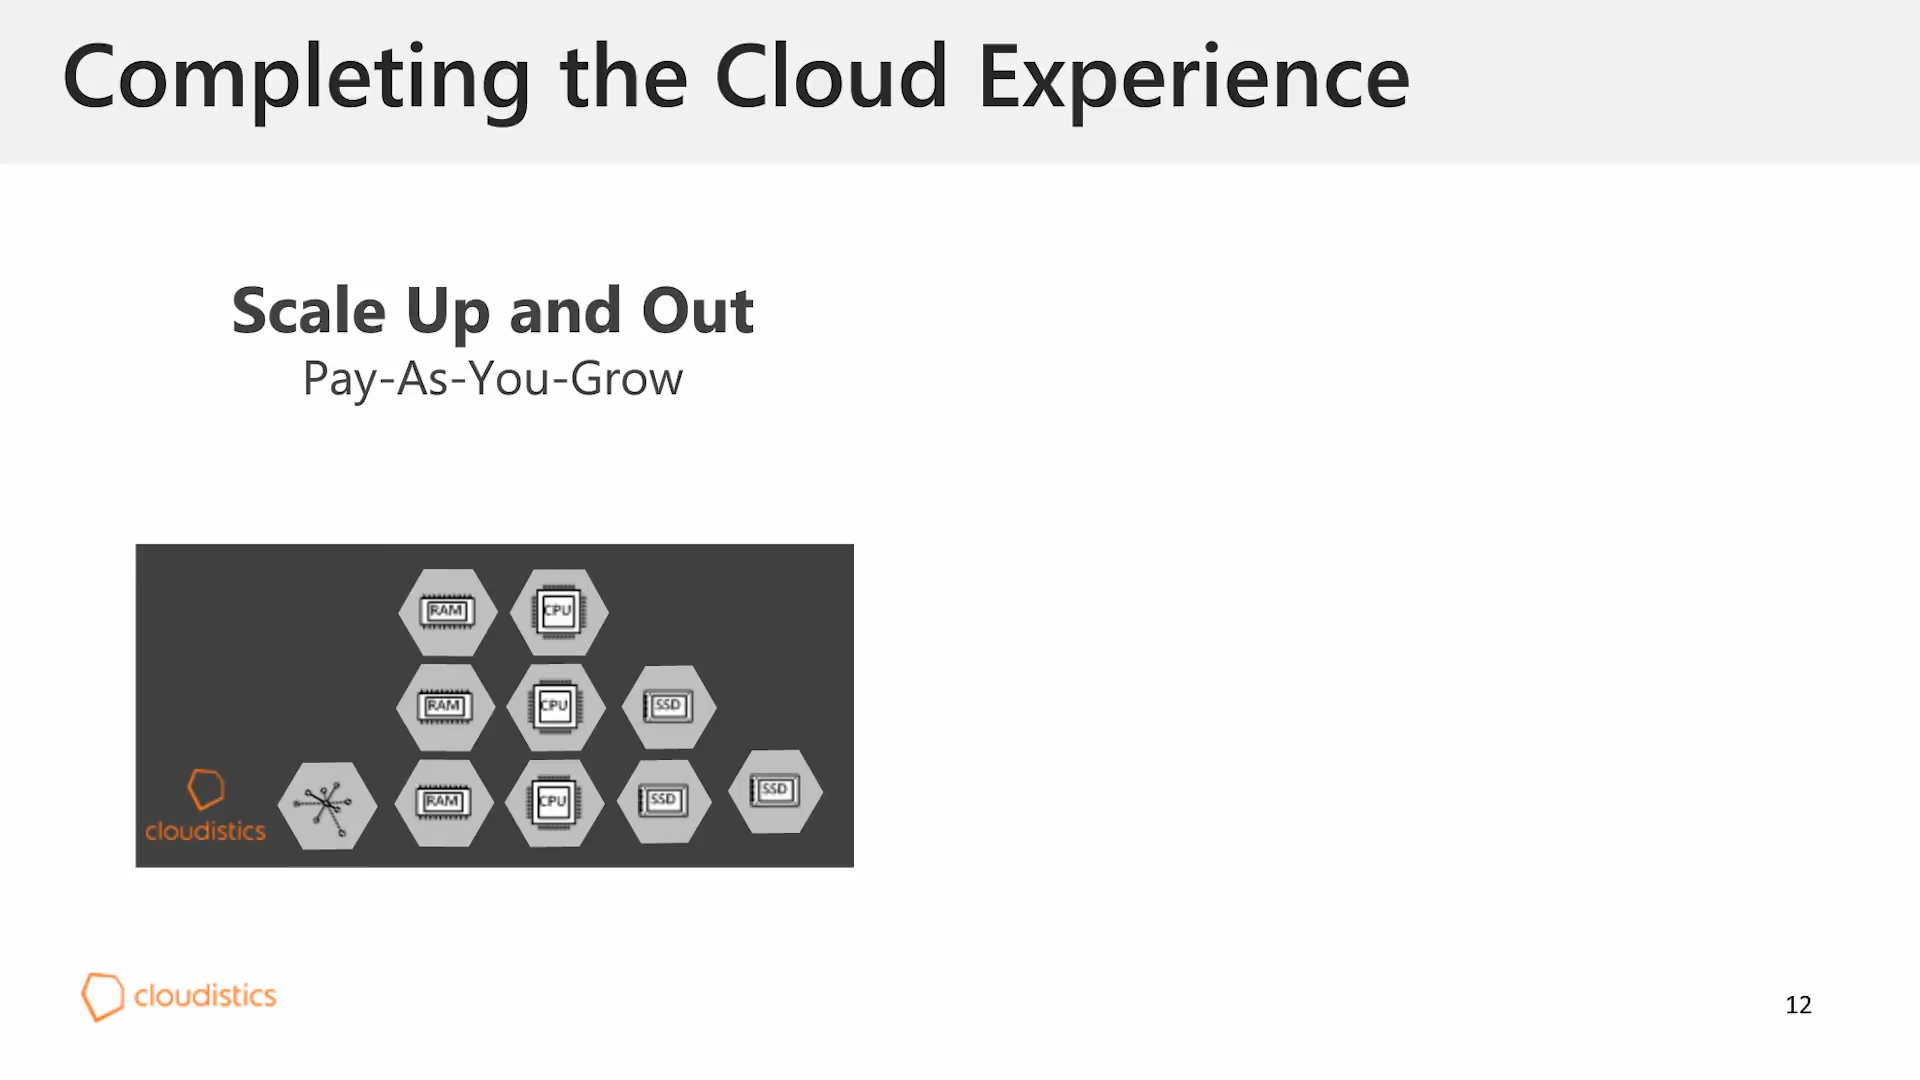 Completing the Cloud Experience
Scale Up and Out
Pay-As-You-Grow
RAM CPU
RAM CPU SSD
cloudistics RAM CPU SSD SSD
cloudistics
12